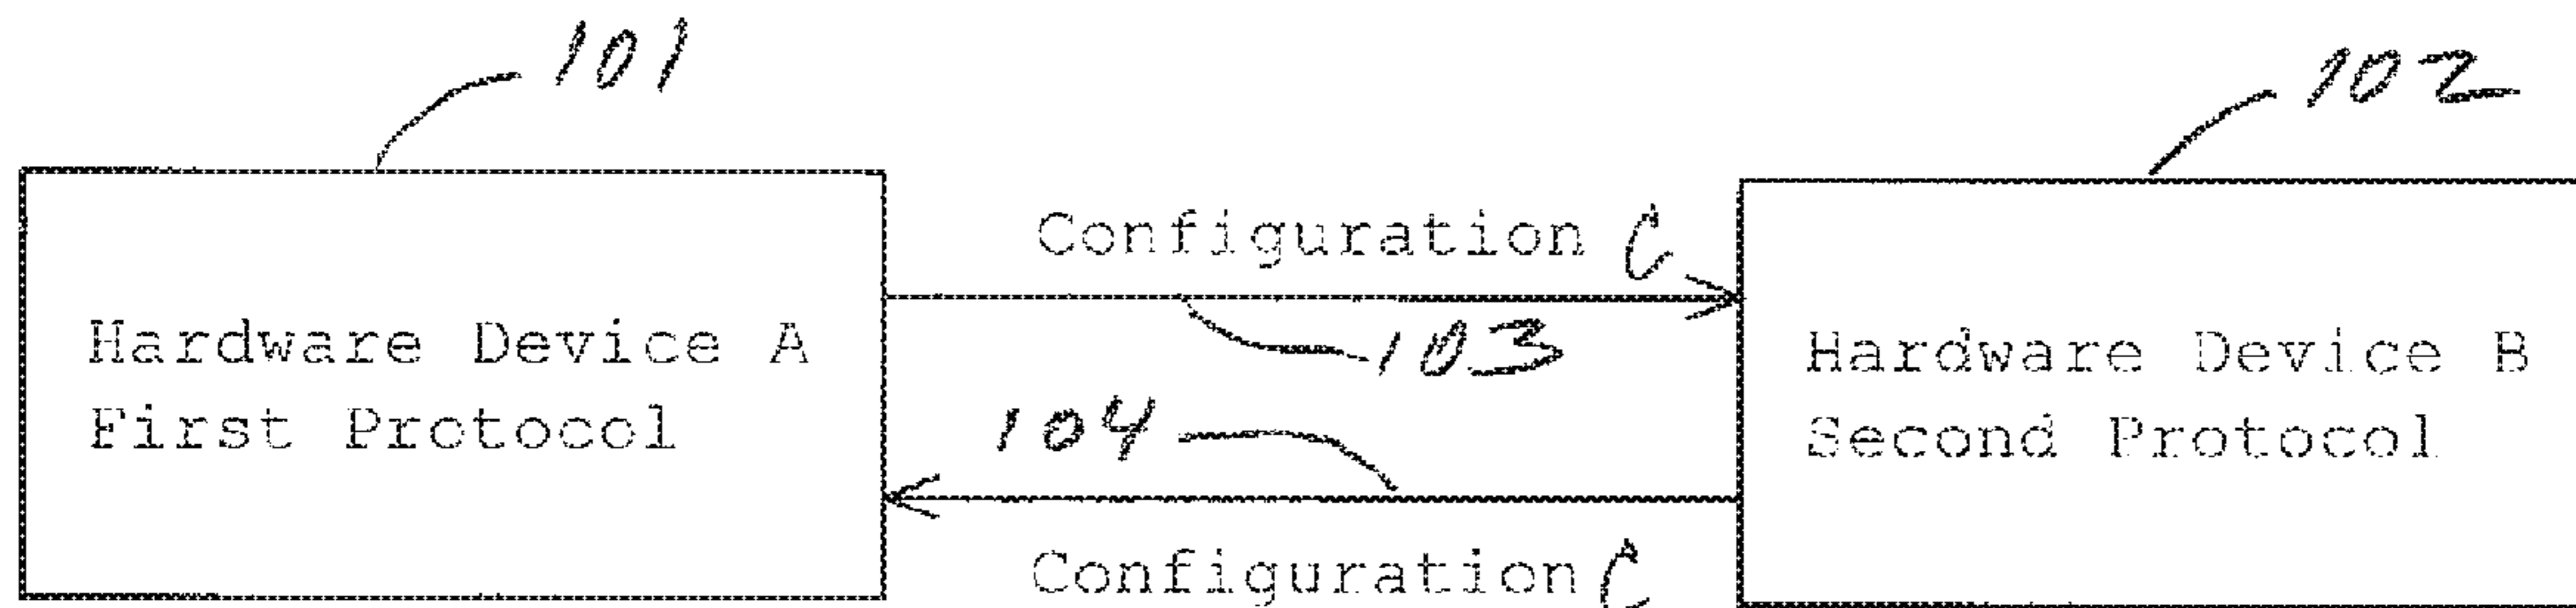 101
102
Configuration C
Hardware Device A
First Protocol
103
Hardware Device B
Second Protocol
104
Configuration C